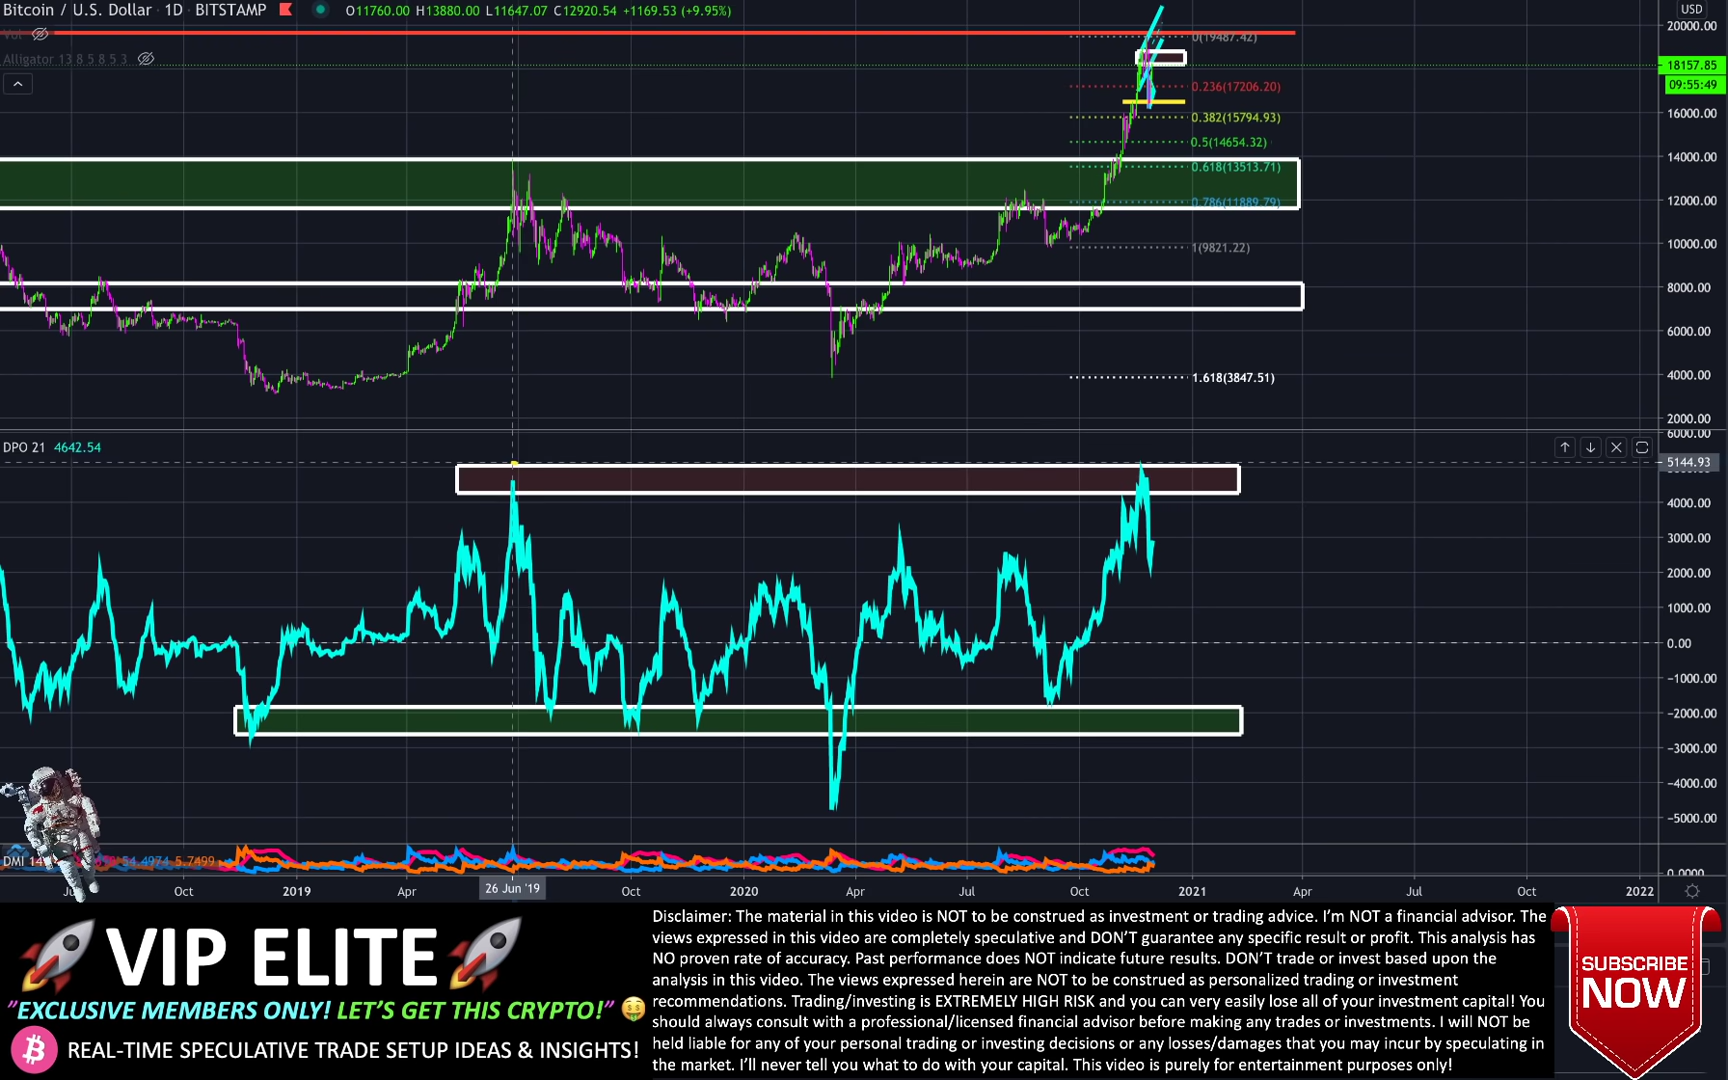 Bitcoin / U.S. Dollar · 1D · BITSTAMP O11760.00 H13880.00 L11647.07 C12920.54 +1169.53 (+9.95%)
USD
Vol
Alligator 13 8 5 8 5 3
20000.00
18157.85
09:55:49
16000.00
14000.00
12000.00
10000.00
8000.00
6000.00
4000.00
2000.00
0(19487.42)
0.236(17206.20)
0.382(15794.93)
0.5(14654.32)
0.618(13513.71)
0.786(11889.79)
1(9821.22)
1.618(3847.51)
DPO 21 4642.54
6000.00
5144.93
4000.00
3000.00
2000.00
1000.00
0.00
−1000.00
−2000.00
−3000.00
−4000.00
−5000.00
DMI 14 54.4974 5.7499
0.0000
Oct 2019 Apr 26 Jun '19 Oct 2020 Apr Jul Oct 2021 Apr Jul Oct 2022
VIP ELITE
"EXCLUSIVE MEMBERS ONLY! LET'S GET THIS CRYPTO!"
REAL-TIME SPECULATIVE TRADE SETUP IDEAS & INSIGHTS!
Disclaimer: The material in this video is NOT to be construed as investment or trading advice. I'm NOT a financial advisor. The
views expressed in this video are completely speculative and DON'T guarantee any specific result or profit. This analysis has
NO proven rate of accuracy. Past performance does NOT indicate future results. DON'T trade or invest based upon the
analysis in this video. The views expressed herein are NOT to be construed as personalized trading or investment
recommendations. Trading/investing is EXTREMELY HIGH RISK and you can very easily lose all of your investment capital! You
should always consult with a professional/licensed financial advisor before making any trades or investments. I will NOT be
held liable for any of your personal trading or investing decisions or any losses/damages that you may incur by speculating in
the market. I'll never tell you what to do with your capital. This video is purely for entertainment purposes only!
SUBSCRIBE
NOW